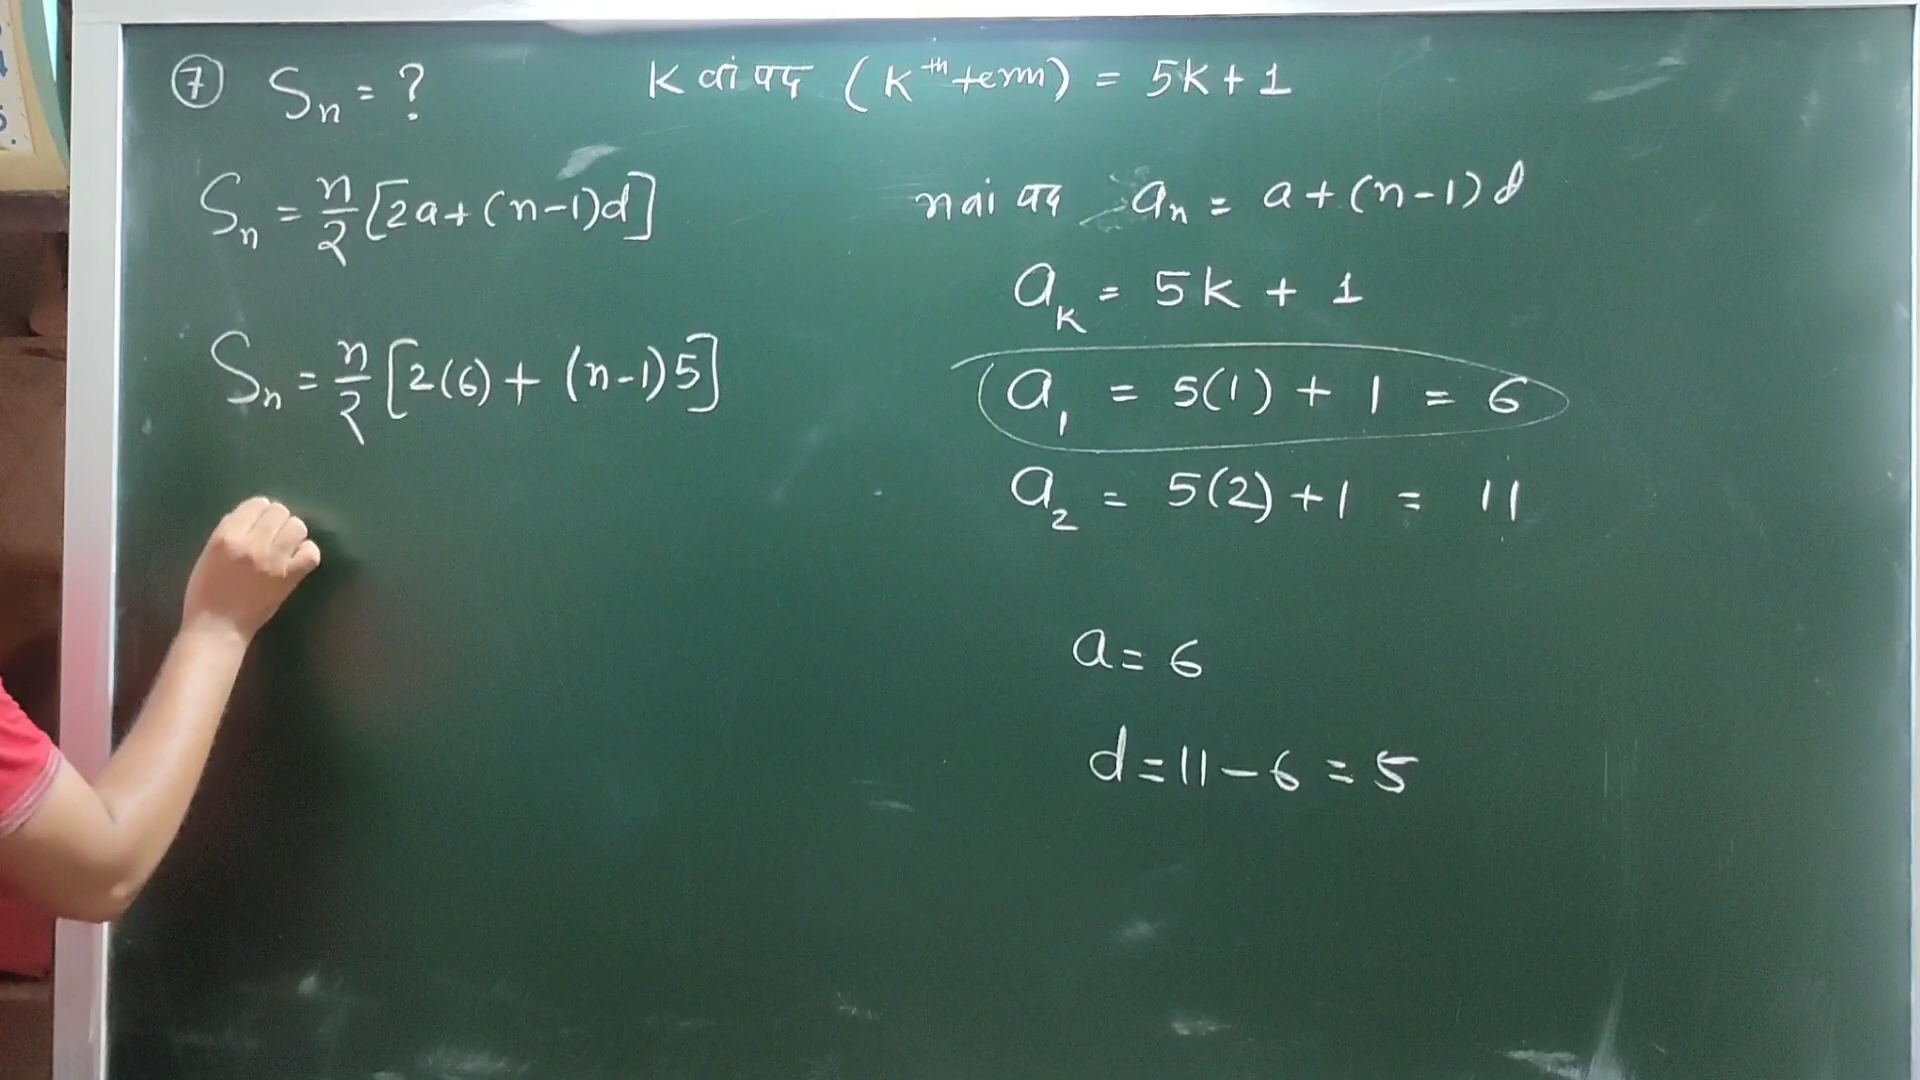 7 Sₙ = ?
K वां पद (Kᵗʰ term) = 5K + 1
Sₙ = n/2 [2a + (n-1)d]
n वां पद aₙ = a + (n-1)d
a_K = 5K + 1
Sₙ = n/2 [2(6) + (n-1)5]
a₁ = 5(1) + 1 = 6
a₂ = 5(2) + 1 = 11
a = 6
d = 11 - 6 = 5